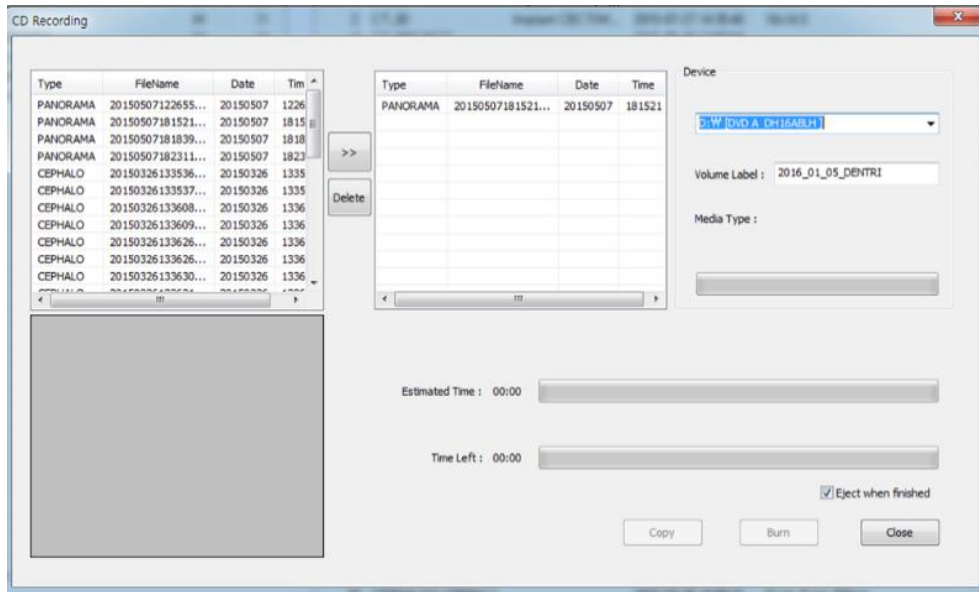 CD Recording
Type FileName Date Tim
PANORAMA 20150507122655... 20150507 1226
PANORAMA 20150507181521... 20150507 1815
PANORAMA 20150507181839... 20150507 1818
PANORAMA 20150507182311... 20150507 1823
CEPHALO 20150326133536... 20150326 1335
CEPHALO 20150326133537... 20150326 1335
CEPHALO 20150326133608... 20150326 1336
CEPHALO 20150326133609... 20150326 1336
CEPHALO 20150326133626... 20150326 1336
CEPHALO 20150326133626... 20150326 1336
CEPHALO 20150326133630... 20150326 1336
>>
Delete
Type FileName Date Time
PANORAMA 20150507181521... 20150507 181521
Device
D:₩ [DVD A DH16ABLH ]
Volume Label : 2016_01_05_DENTRI
Media Type :
Estimated Time : 00:00
Time Left : 00:00
Eject when finished
Copy Burn Close